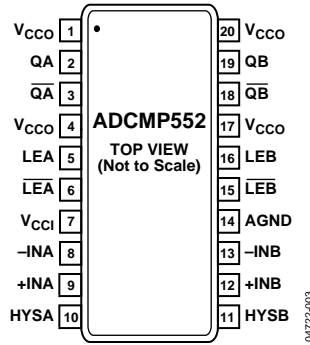 V_CCO 1 20 V_CCO
QA 2 19 QB
Q̅A̅ 3 18 Q̅B̅
V_CCO 4 ADCMP552 17 V_CCO
TOP VIEW
(Not to Scale)
LEA 5 16 LEB
L̅E̅A̅ 6 15 L̅E̅B̅
V_CCI 7 14 AGND
–INA 8 13 –INB
+INA 9 12 +INB
HYSA 10 11 HYSB
04722-003